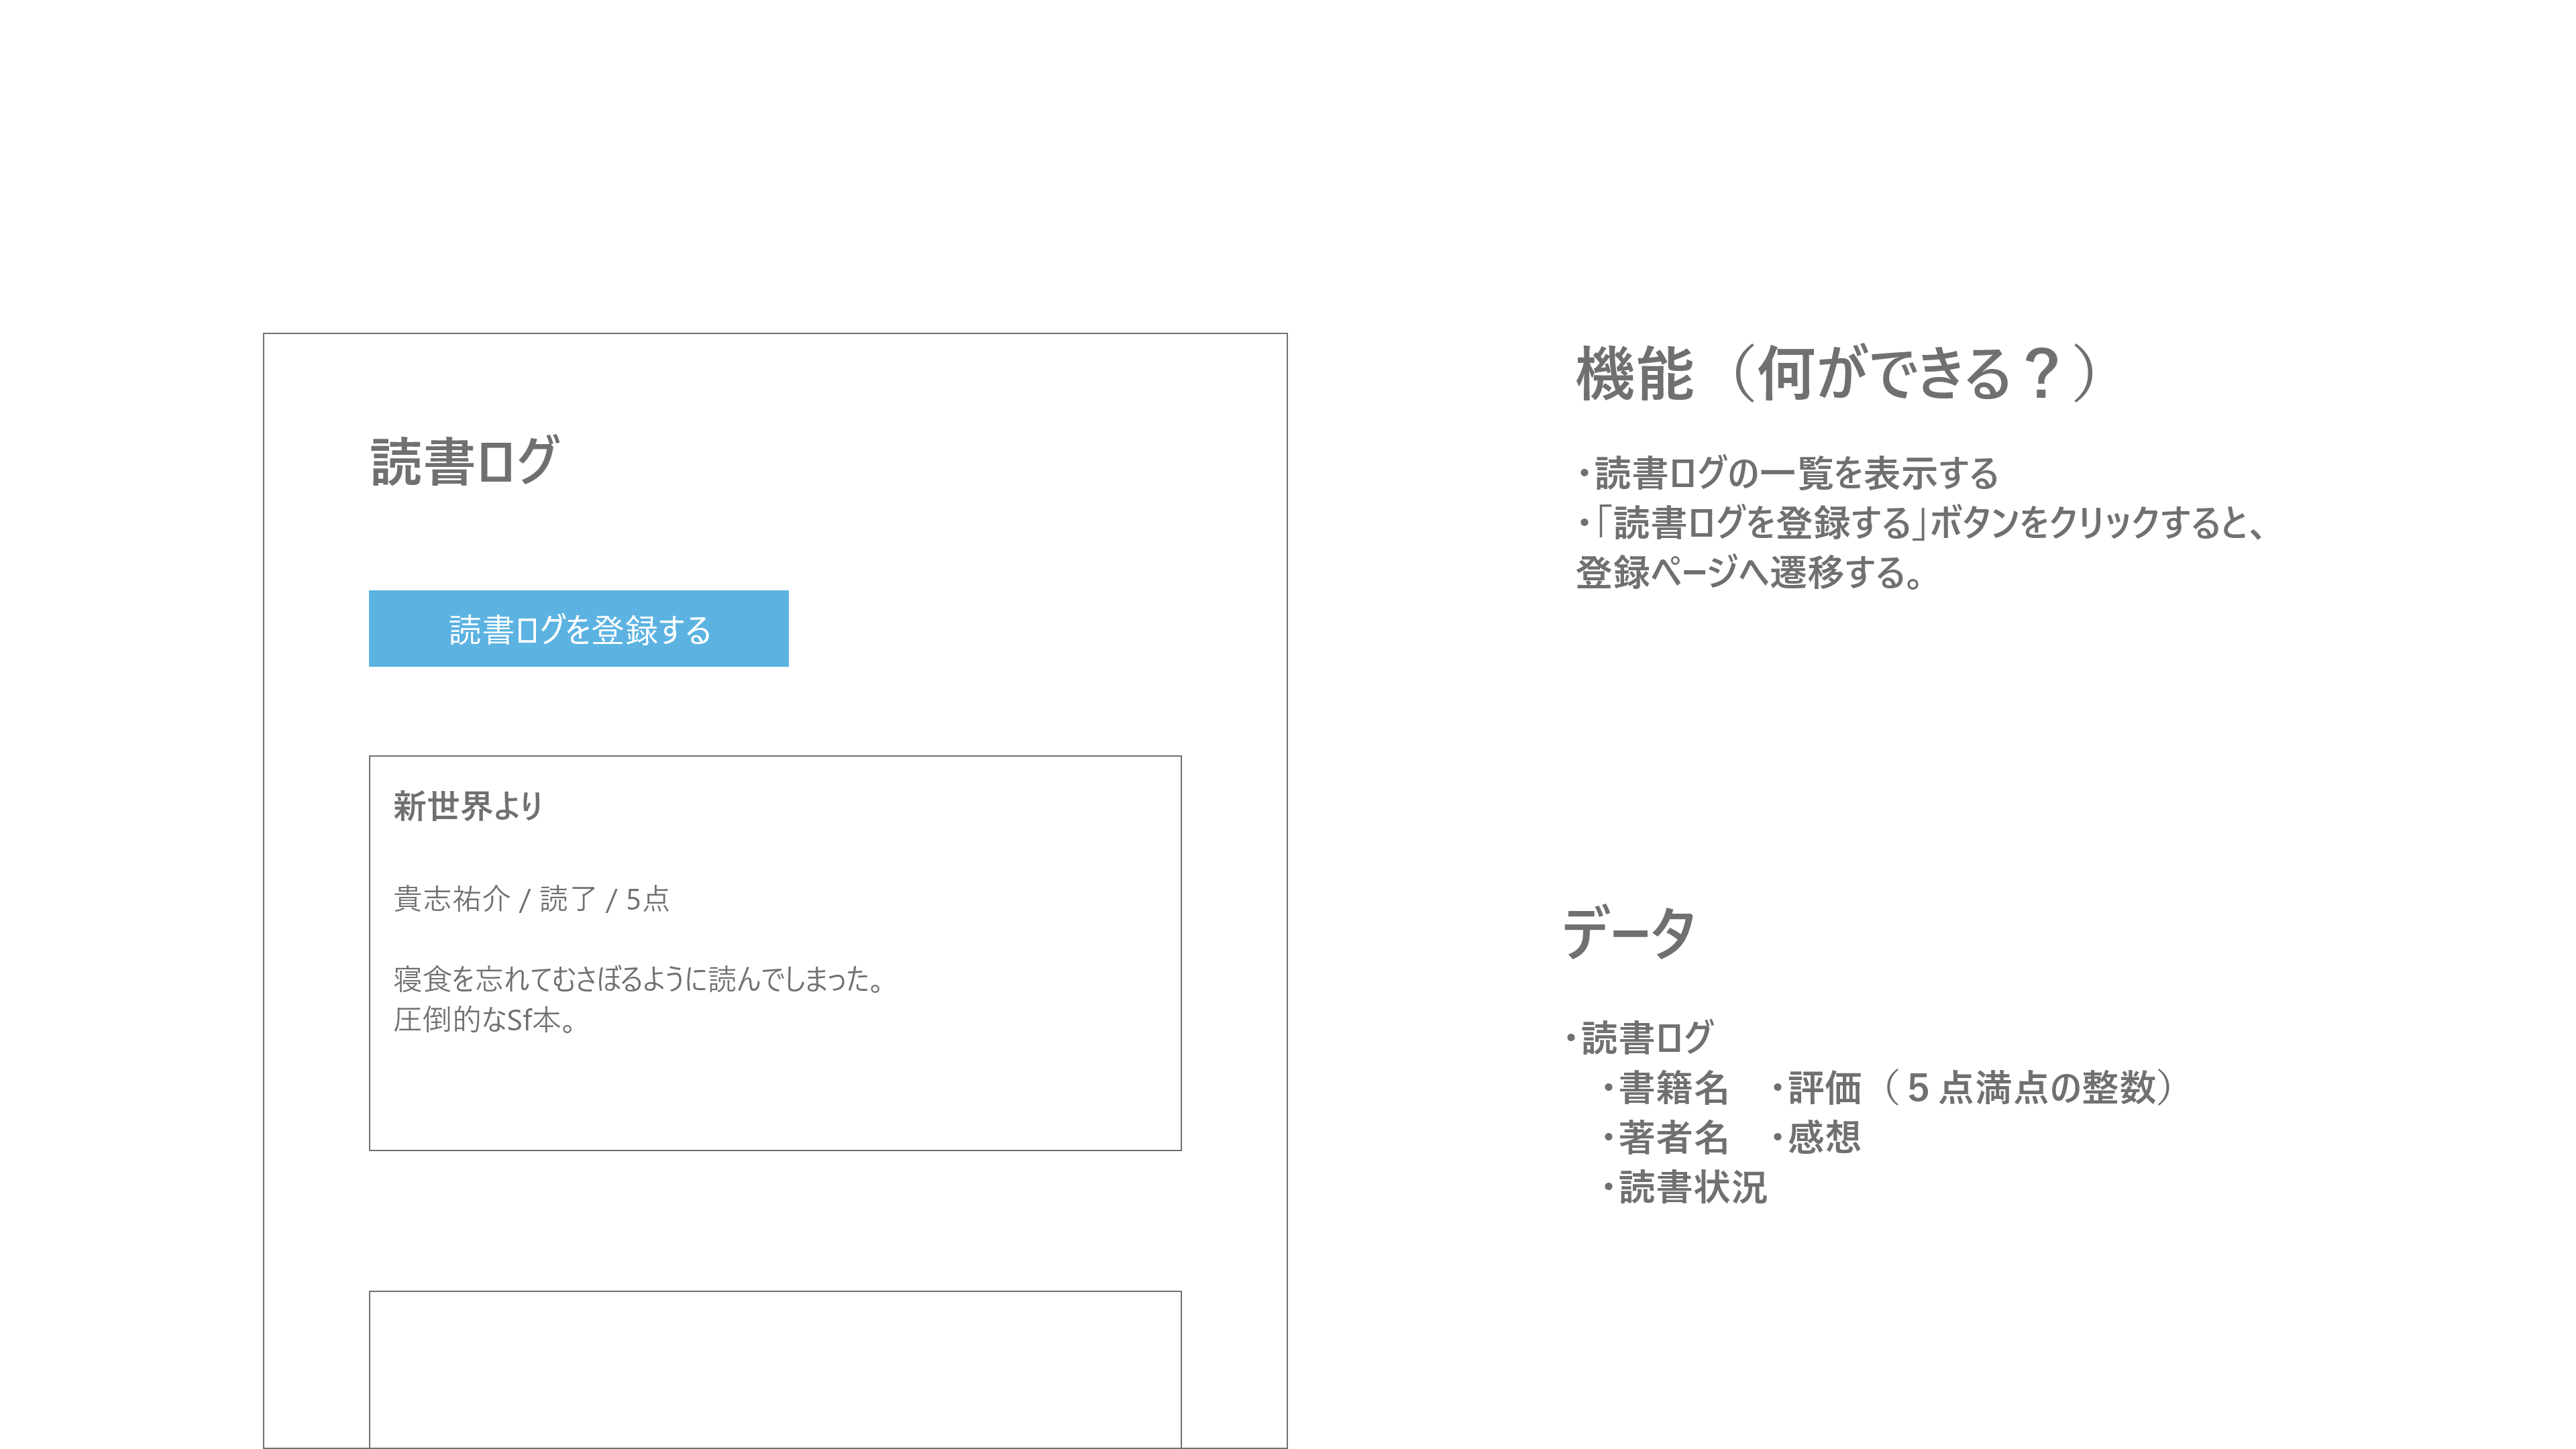 読書ログ
読書ログを登録する
新世界より
貴志祐介 / 読了 / 5点
寝食を忘れてむさぼるように読んでしまった。
圧倒的なSf本。
機能（何ができる？）
・読書ログの一覧を表示する
・「読書ログを登録する」ボタンをクリックすると、
登録ページへ遷移する。
データ
・読書ログ
・書籍名　・評価（５点満点の整数）
・著者名　・感想
・読書状況